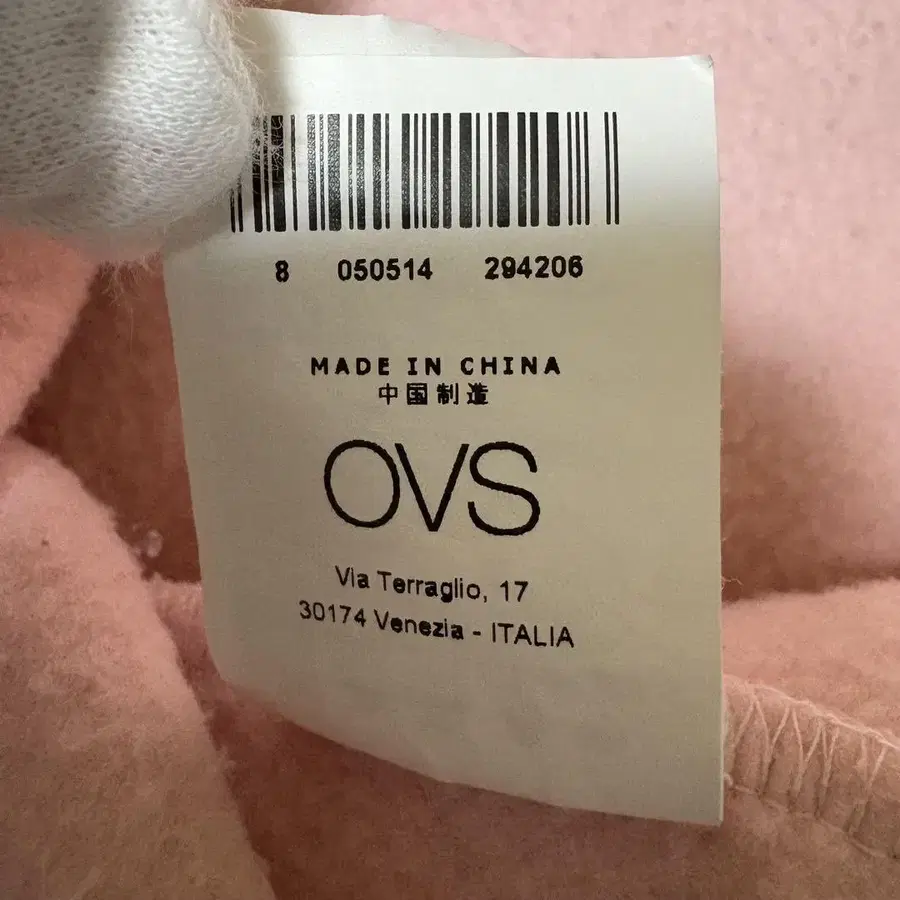 8 050514 294206
MADE IN CHINA
中国制造
OVS
Via Terraglio, 17
30174 Venezia - ITALIA